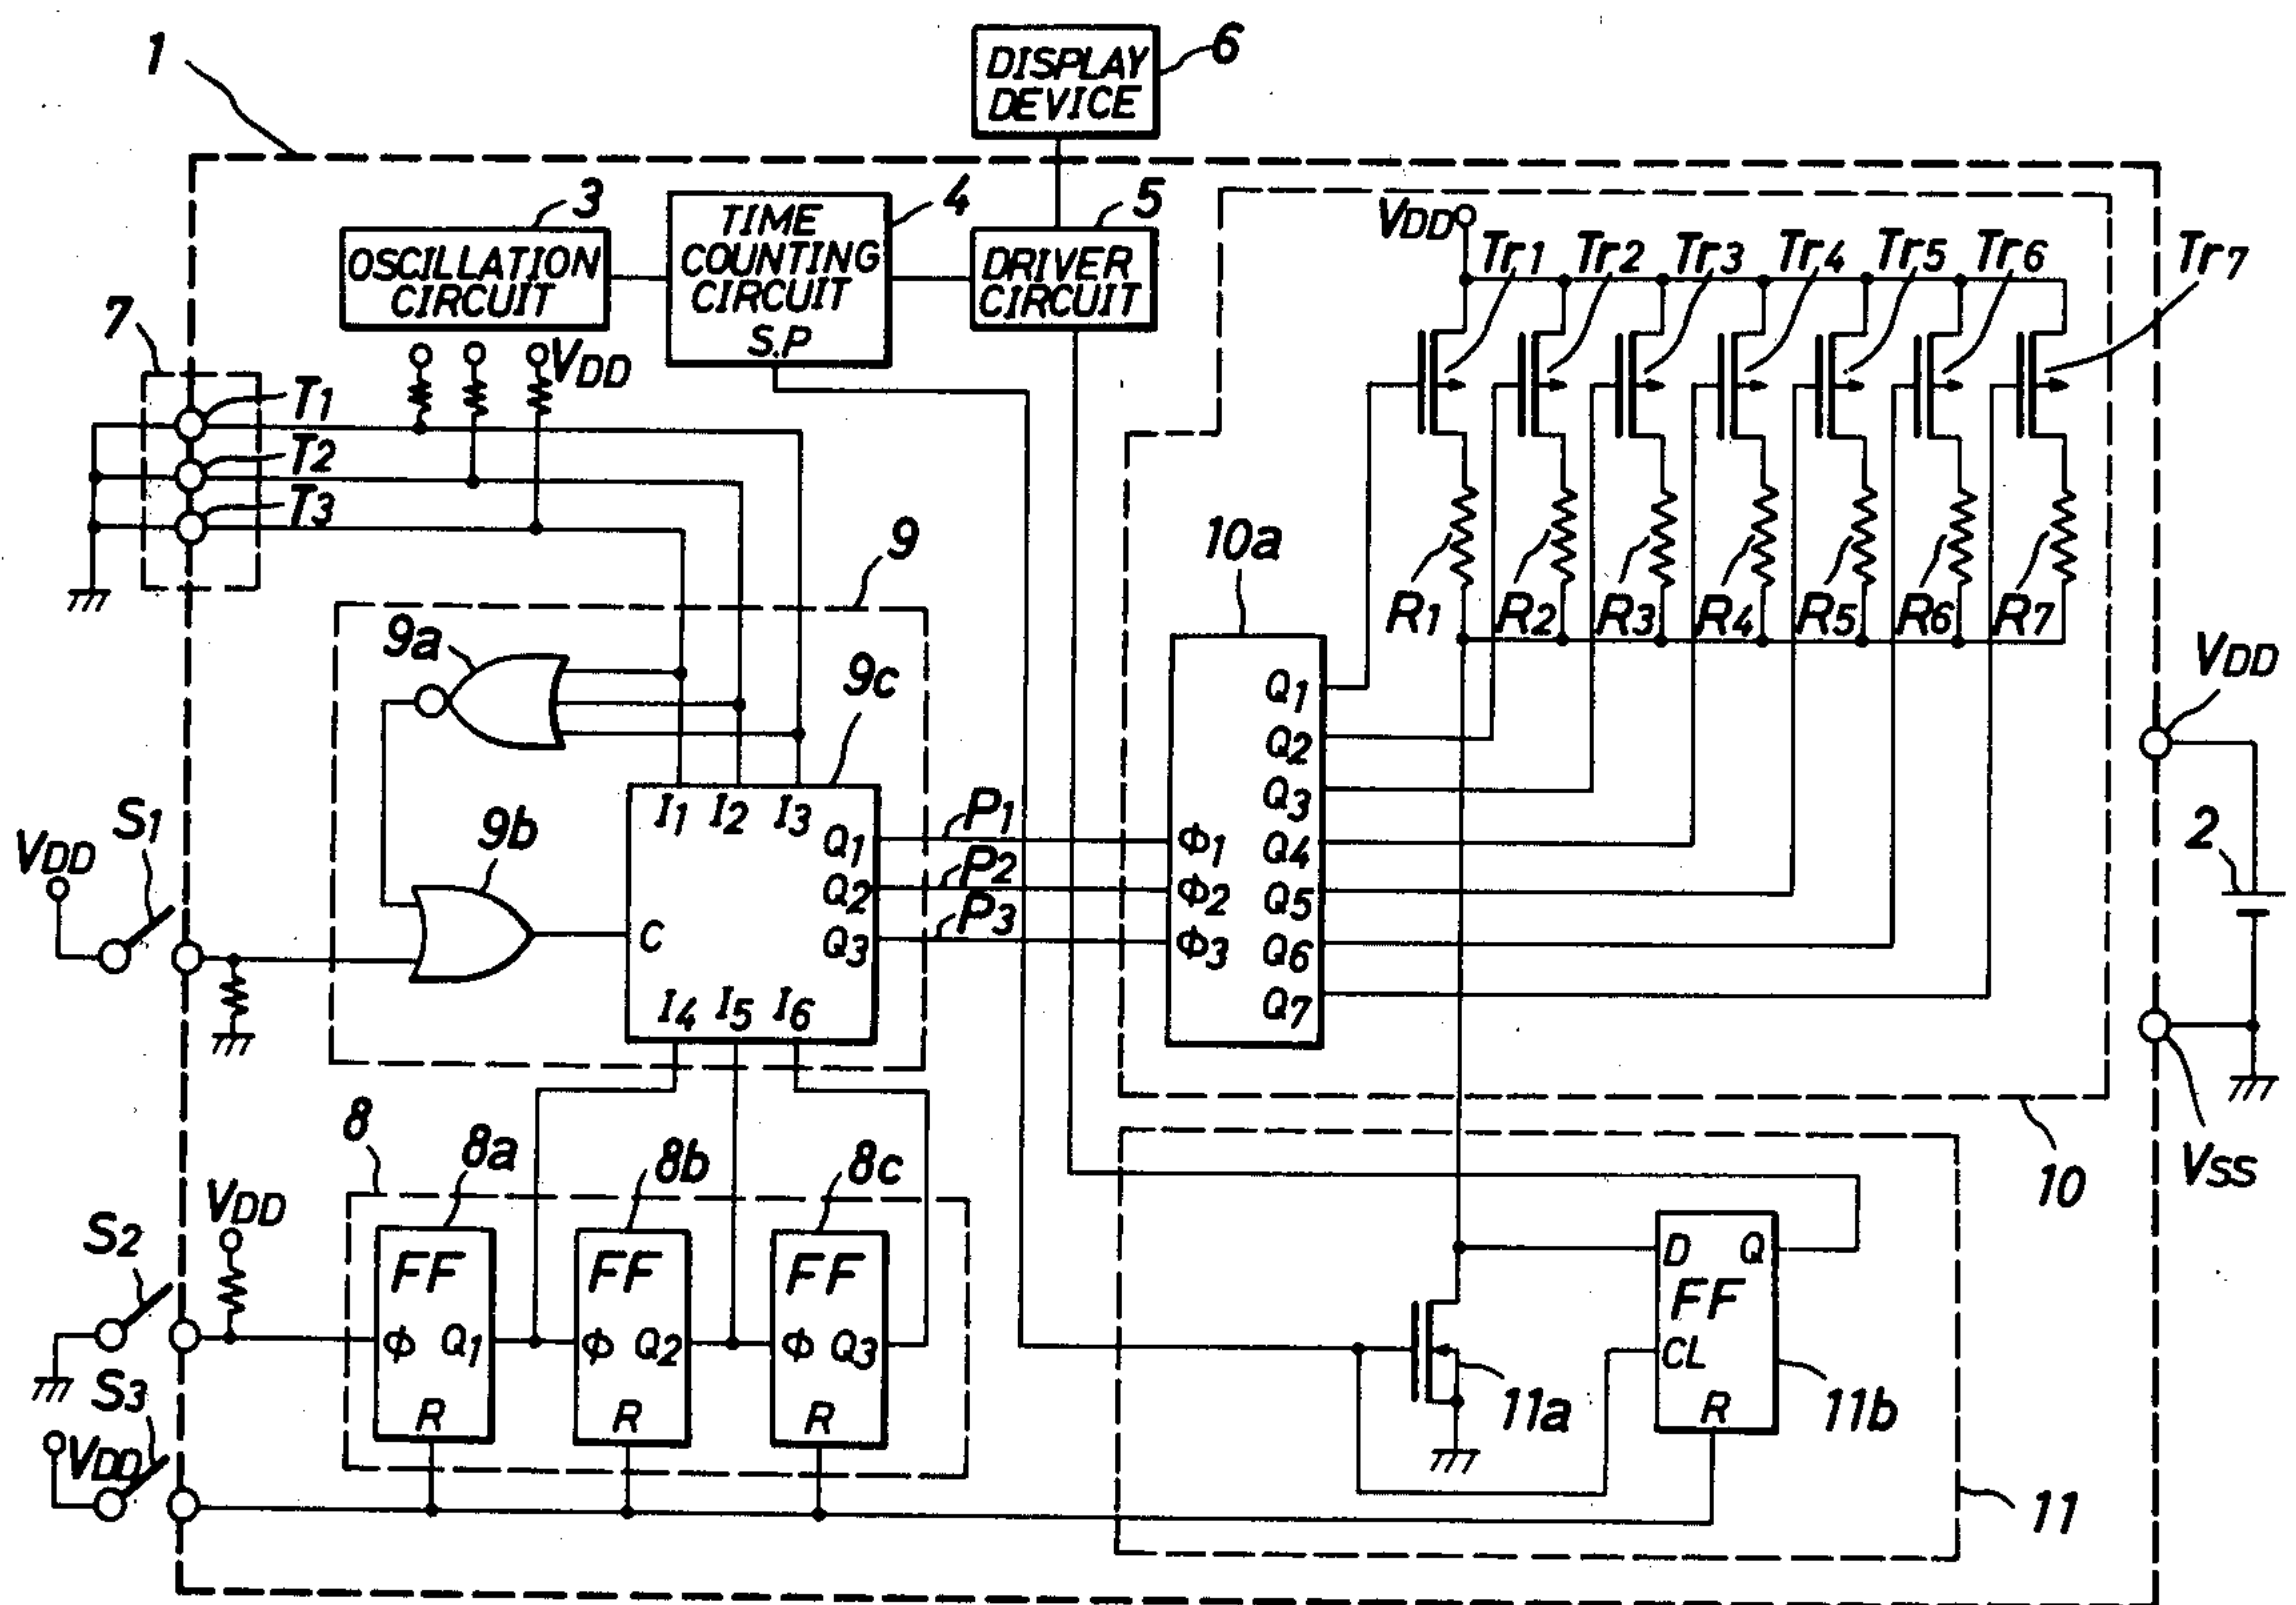 1
DISPLAY
DEVICE
6
3
OSCILLATION
CIRCUIT
TIME
COUNTING
CIRCUIT
S.P
4
5
DRIVER
CIRCUIT
VDD
Tr1
Tr2
Tr3
Tr4
Tr5
Tr6
Tr7
7
VDD
T1
T2
T3
R1
R2
R3
R4
R5
R6
R7
9
9a
9b
9c
10a
I1
I2
I3
C
Q1
Q2
Q3
I4
I5
I6
P1
P2
P3
Φ1
Φ2
Φ3
Q1
Q2
Q3
Q4
Q5
Q6
Q7
VDD
S1
VDD
2
VSS
10
8
8a
8b
8c
VDD
S2
S3
VDD
FF
Φ
Q1
R
FF
Φ
Q2
R
FF
Φ
Q3
R
D
Q
FF
CL
R
11a
11b
11